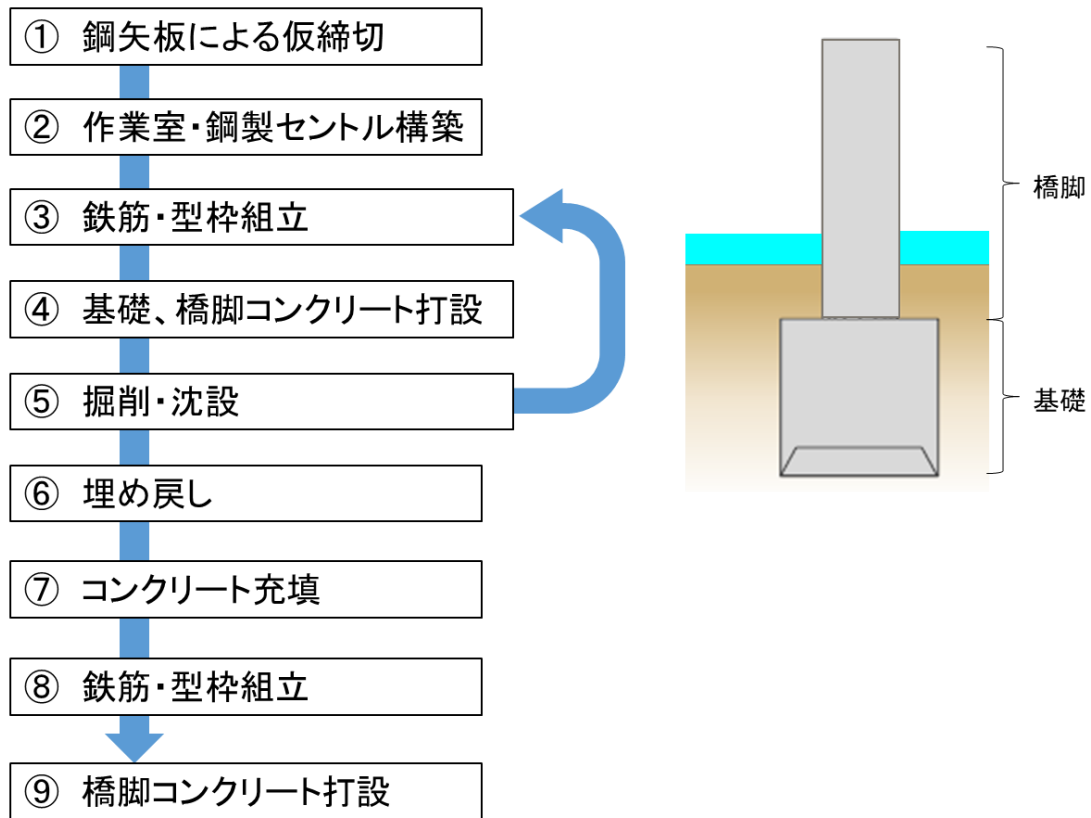 ① 鋼矢板による仮締切
② 作業室・鋼製セントル構築
③ 鉄筋・型枠組立
④ 基礎、橋脚コンクリート打設
⑤ 掘削・沈設
⑥ 埋め戻し
⑦ コンクリート充填
⑧ 鉄筋・型枠組立
⑨ 橋脚コンクリート打設
橋脚
基礎